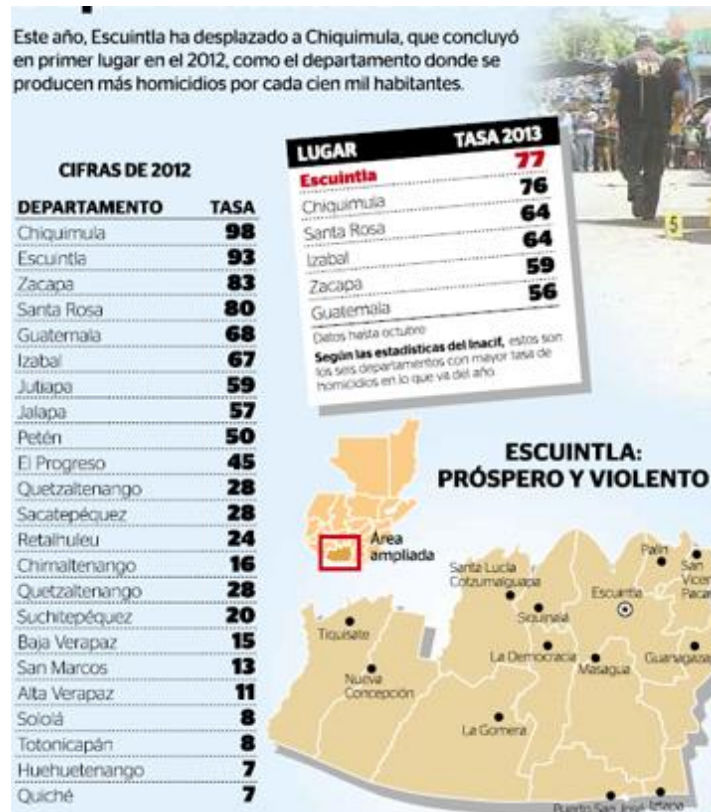 Este año, Escuintla ha desplazado a Chiquimula, que concluyó
en primer lugar en el 2012, como el departamento donde se
producen más homicidios por cada cien mil habitantes.
CIFRAS DE 2012
DEPARTAMENTO TASA
Chiquimula 98
Escuintla 93
Zacapa 83
Santa Rosa 80
Guatemala 68
Izabal 67
Jutiapa 59
Jalapa 57
Petén 50
El Progreso 45
Quetzaltenango 28
Sacatepéquez 28
Retalhuleu 24
Chimaltenango 16
Quetzaltenango 28
Suchitepéquez 20
Baja Verapaz 15
San Marcos 13
Alta Verapaz 11
Sololá 8
Totonicapán 8
Huehuetenango 7
Quiché 7
LUGAR TASA 2013
Escuintla 77
Chiquimula 76
Santa Rosa 64
Izabal 64
Zacapa 59
Guatemala 56
Datos hasta octubre
Según las estadísticas del Inacif, estos son
los seis departamentos con mayor tasa de
homicidios en lo que va del año
5
ESCUINTLA:
PRÓSPERO Y VIOLENTO
Área
ampliada
Santa Lucía
Cotzumalguapa
Palín
San
Escuintla
Siquinalá
Tiquisate
La Democracia
Masagua
Nueva
Concepción
La Gomera
Puerto San José
Iztapa